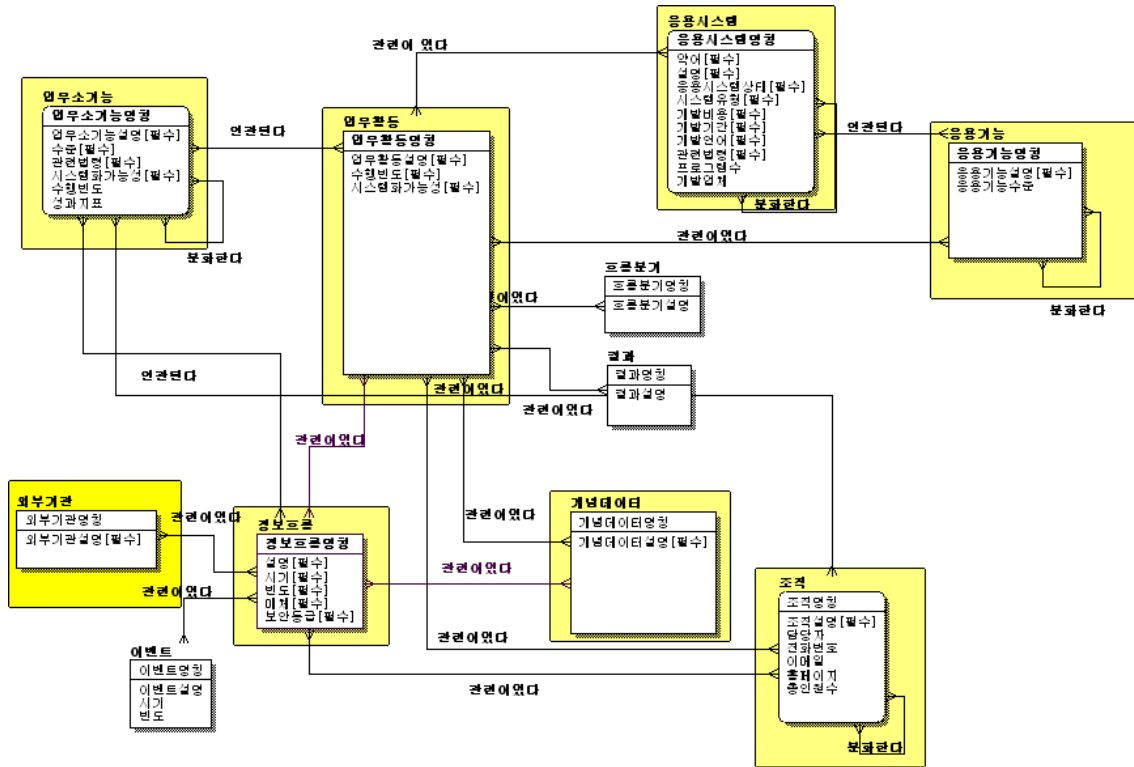 응용시스템
응용시스템명칭
약어[필수]
설명[필수]
응용시스템상태[필수]
시스템유형[필수]
개발비용[필수]
개발기간[필수]
개발언어[필수]
관련법령[필수]
프로그램수
개발업체
분화한다
관련이 있다
업무소기능
업무소기능명칭
업무소기능설명[필수]
수준[필수]
관련법령[필수]
시스템화가능성[필수]
수행빈도
성과지표
분화한다
연관된다
업무활동
업무활동명칭
업무활동설명[필수]
수행빈도[필수]
시스템화가능성[필수]
연관된다
응용기능
응용기능명칭
응용기능설명[필수]
응용기능수준
분화한다
관련이있다
흐름분기
흐름분기명칭
흐름분기설명
이있다
결과
결과명칭
결과설명
관련이있다
연관된다
관련이있다
관련이있다
외부기관
외부기관명칭
외부기관설명[필수]
관련이있다
정보흐름
정보흐름명칭
설명[필수]
시기[필수]
빈도[필수]
매체[필수]
보안등급[필수]
관련이있다
개념데이터
개념데이터명칭
개념데이터설명[필수]
관련이있다
관련이있다
이벤트
이벤트명칭
이벤트설명
시기
빈도
관련이있다
관련이있다
관련이있다
조직
조직명칭
조직설명[필수]
담당자
전화번호
이메일
홈페이지
총인원수
분화한다